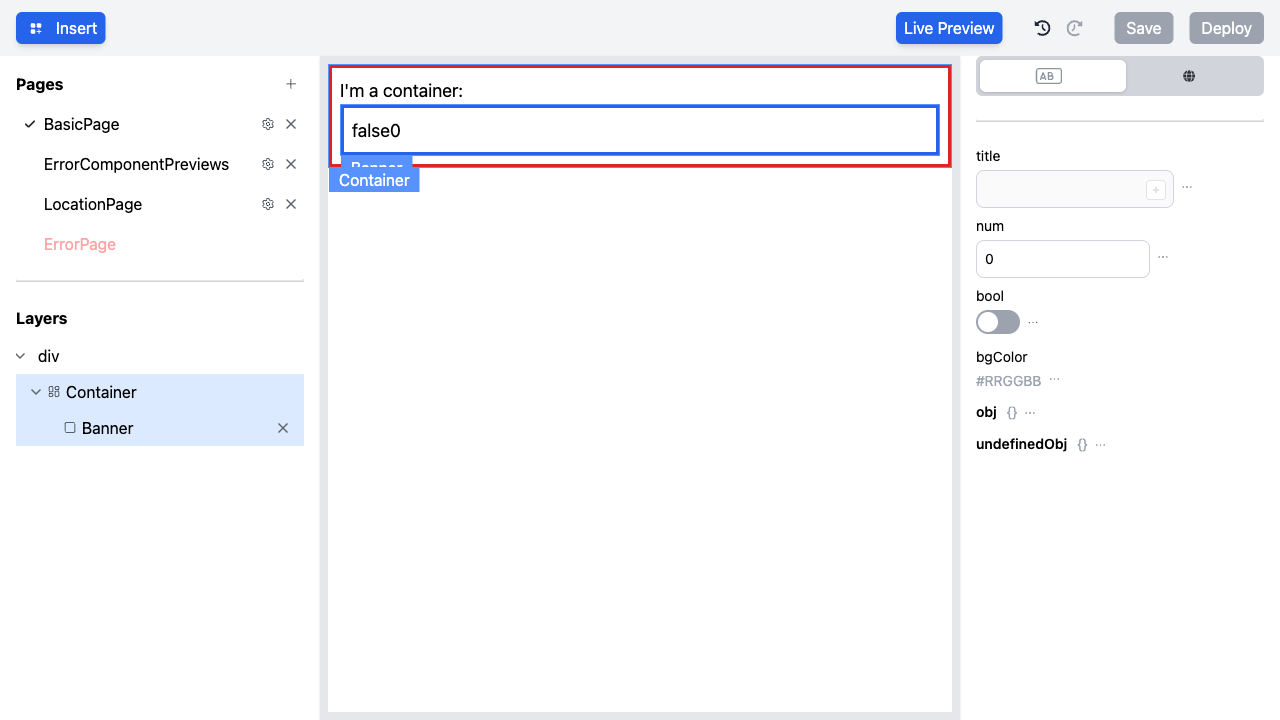 Insert
Live Preview
Save
Deploy
Pages
BasicPage
ErrorComponentPreviews
LocationPage
ErrorPage
Layers
div
Container
Banner
I'm a container:
false0
Banner
Container
AB
title
num
0
bool
bgColor
#RRGGBB
obj {}
undefinedObj {}